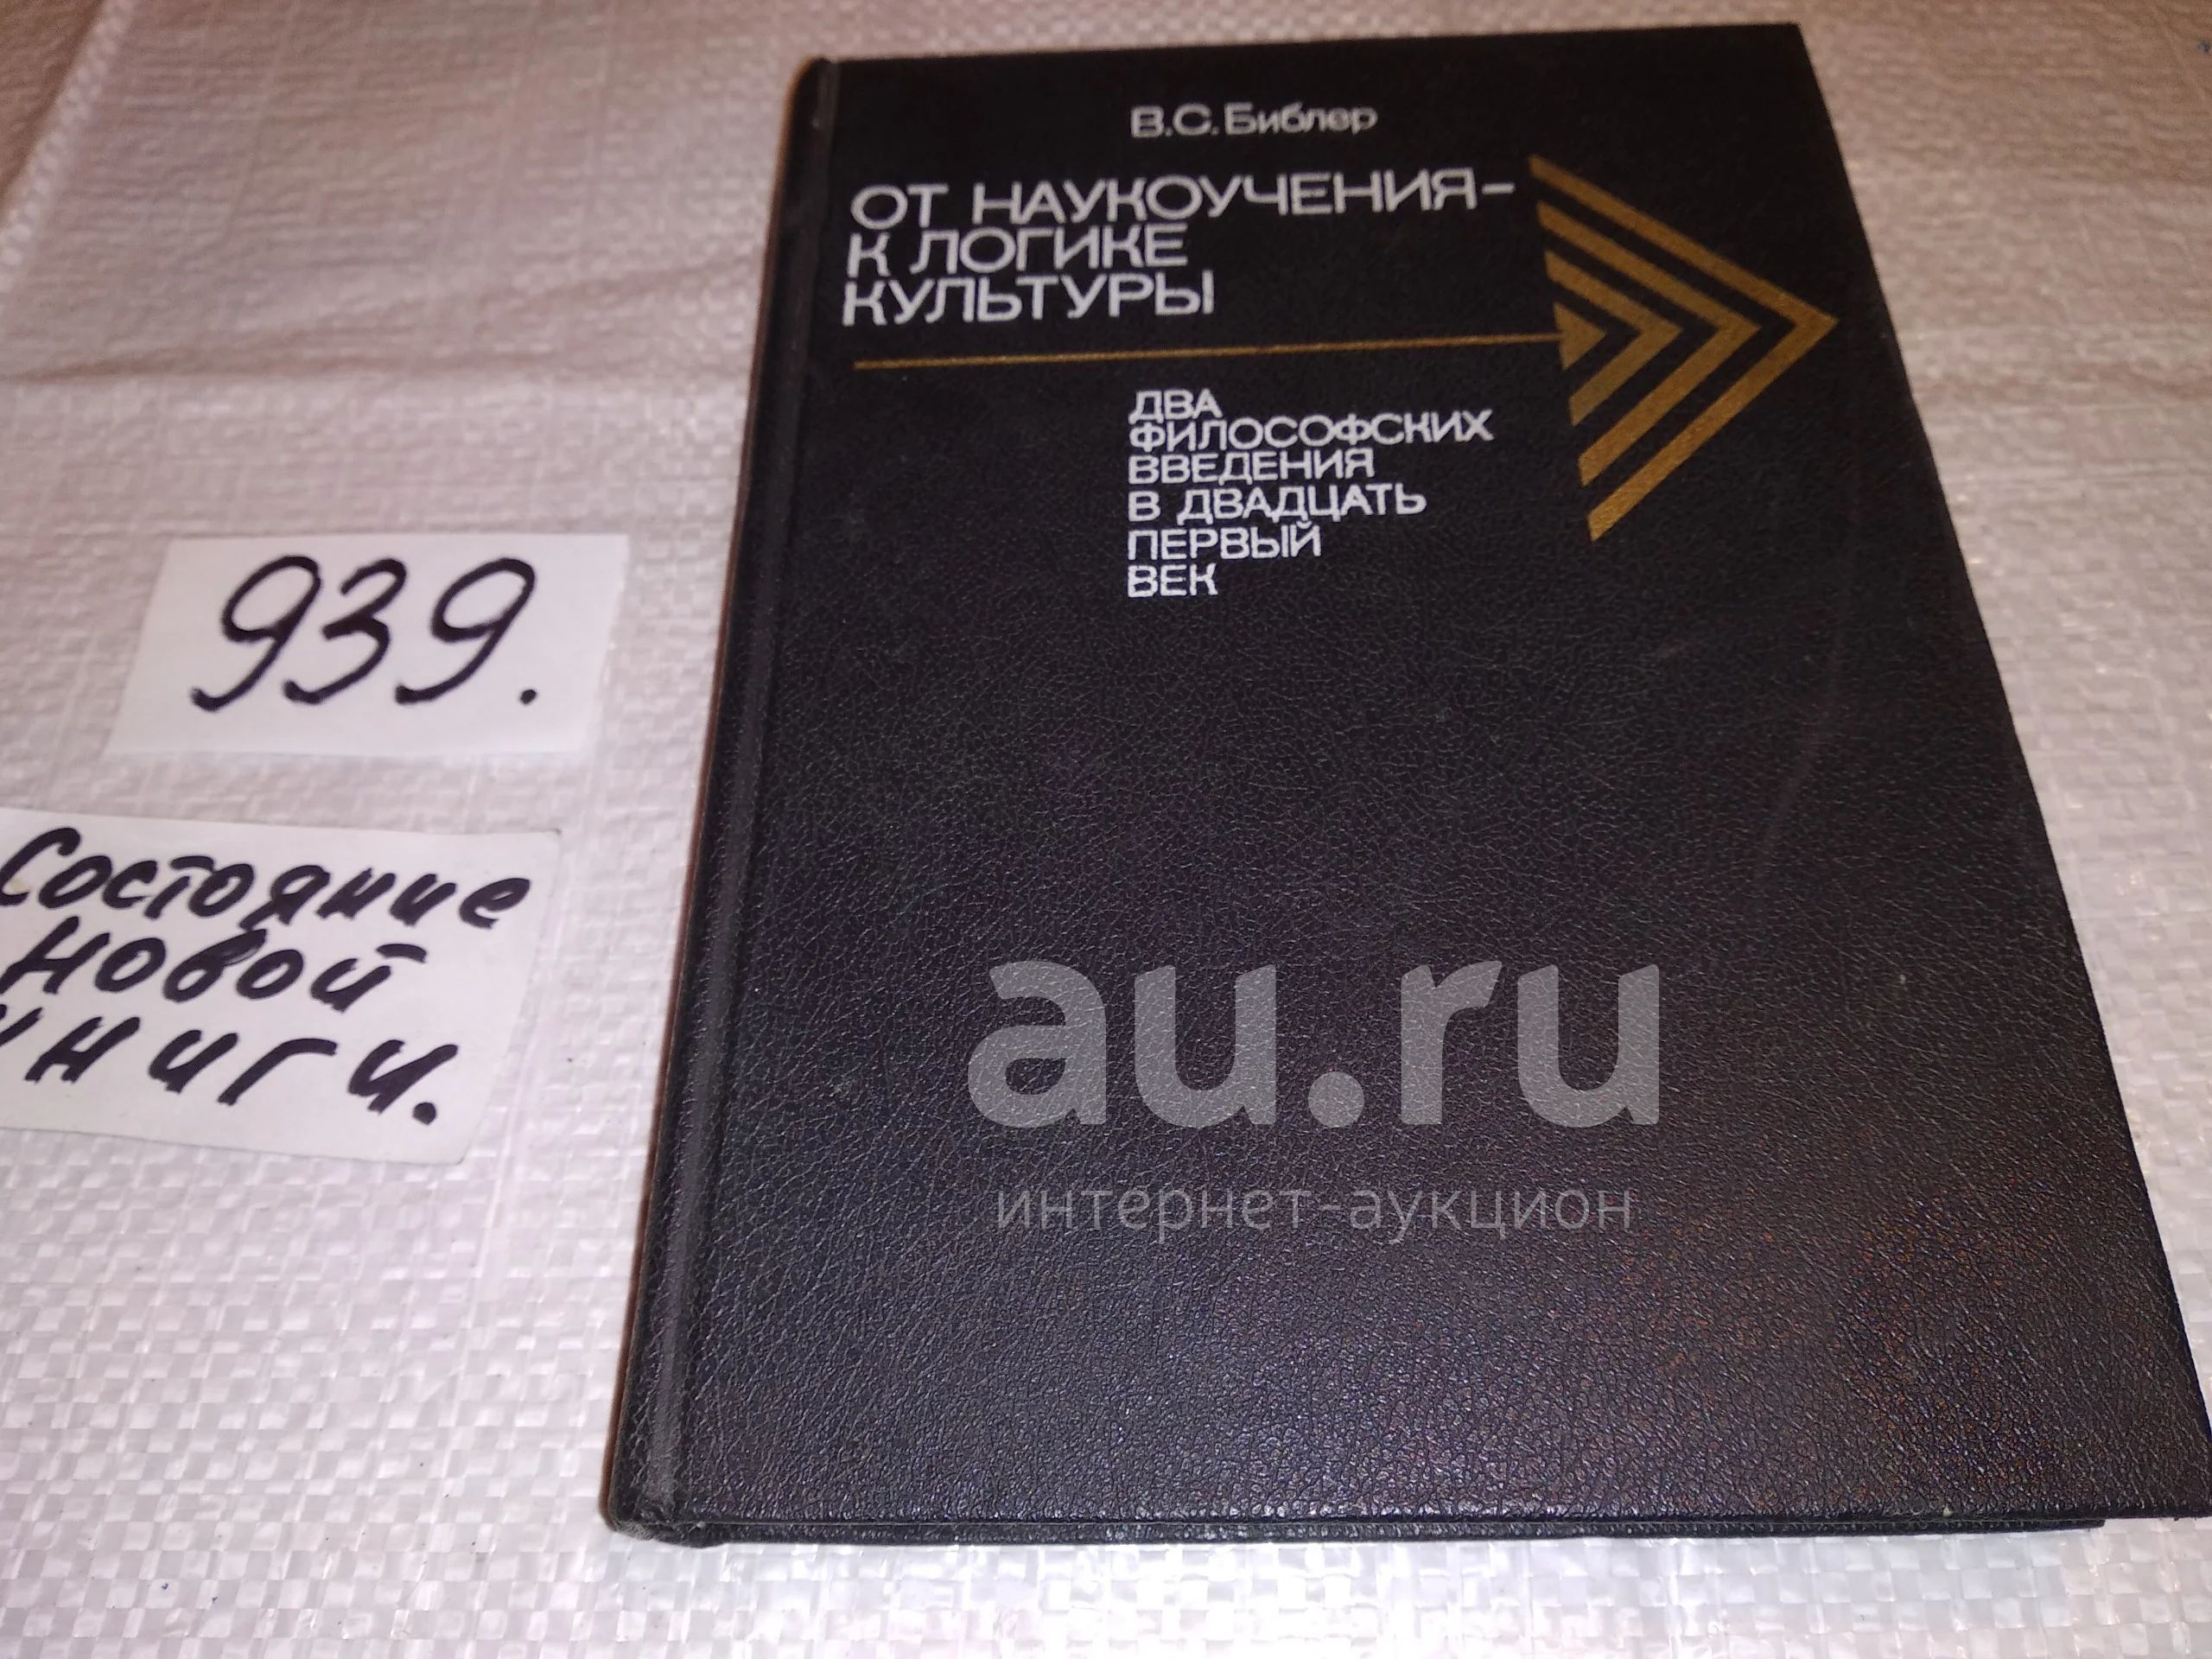 В.С.Библер
ОТ НАУКОУЧЕНИЯ-
К ЛОГИКЕ
КУЛЬТУРЫ
ДВА
ФИЛОСОФСКИХ
ВВЕДЕНИЯ
В ДВАДЦАТЬ
ПЕРВЫЙ
ВЕК
939.
Состояние
новой
книги.
au.ru
интернет-аукцион